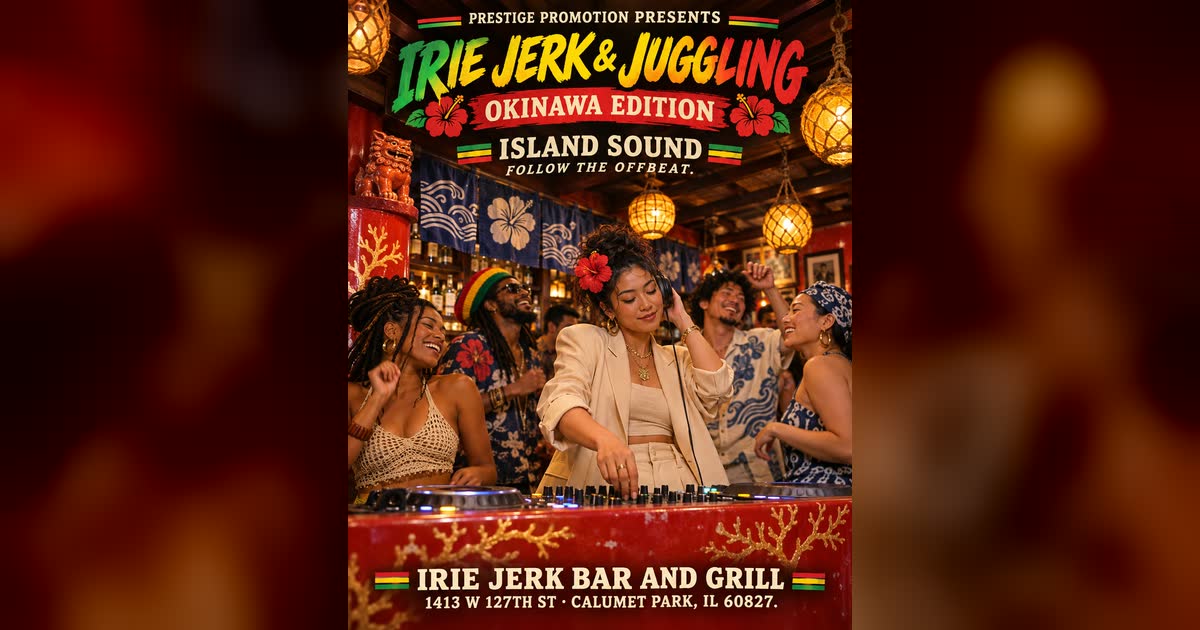 PRESTIGE PROMOTION PRESENTS
IRIE JERK & JUGGLING
OKINAWA EDITION
ISLAND SOUND
FOLLOW THE OFFBEAT.
IRIE JERK BAR AND GRILL
1413 W 127TH ST · CALUMET PARK, IL 60827.